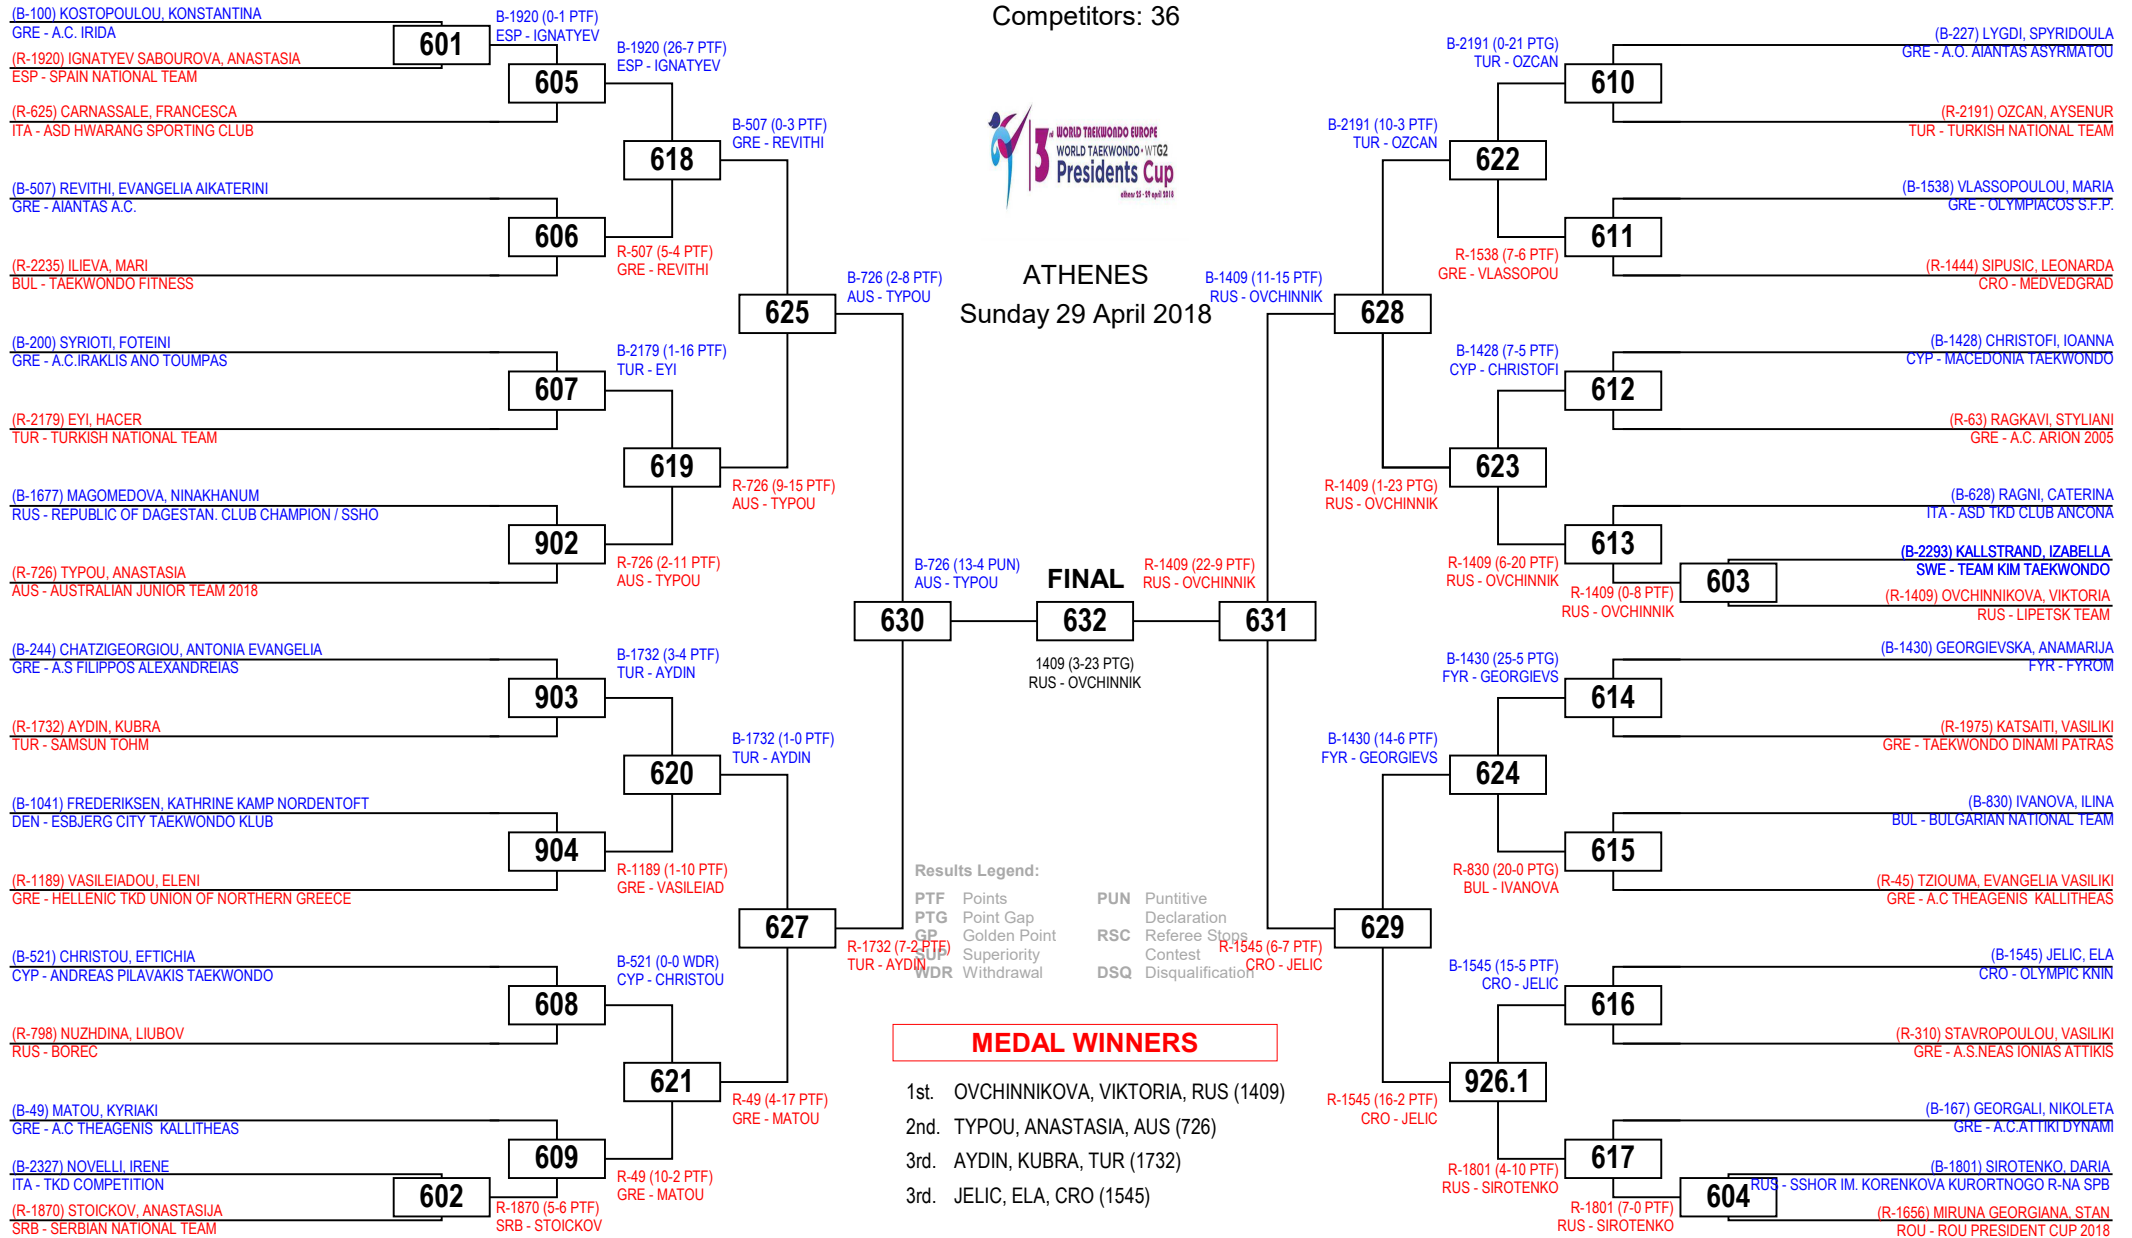 Competitors: 36
(B-100) KOSTOPOULOU, KONSTANTINA
GRE - A.C. IRIDA
(R-1920) IGNATYEV SABOUROVA, ANASTASIA
ESP - SPAIN NATIONAL TEAM
601
B-1920 (0-1 PTF)
ESP - IGNATYEV
(R-625) CARNASSALE, FRANCESCA
ITA - ASD HWARANG SPORTING CLUB
605
B-1920 (26-7 PTF)
ESP - IGNATYEV
(B-507) REVITHI, EVANGELIA AIKATERINI
GRE - AIANTAS A.C.
(R-2235) ILIEVA, MARI
BUL - TAEKWONDO FITNESS
606
R-507 (5-4 PTF)
GRE - REVITHI
618
B-507 (0-3 PTF)
GRE - REVITHI
(B-200) SYRIOTI, FOTEINI
GRE - A.C.IRAKLIS ANO TOUMPAS
(R-2179) EYI, HACER
TUR - TURKISH NATIONAL TEAM
607
B-2179 (1-16 PTF)
TUR - EYI
(B-1677) MAGOMEDOVA, NINAKHANUM
RUS - REPUBLIC OF DAGESTAN. CLUB CHAMPION / SSHO
(R-726) TYPOU, ANASTASIA
AUS - AUSTRALIAN JUNIOR TEAM 2018
902
R-726 (2-11 PTF)
AUS - TYPOU
619
R-726 (9-15 PTF)
AUS - TYPOU
625
B-726 (2-8 PTF)
AUS - TYPOU
(B-244) CHATZIGEORGIOU, ANTONIA EVANGELIA
GRE - A.S FILIPPOS ALEXANDREIAS
(R-1732) AYDIN, KUBRA
TUR - SAMSUN TOHM
903
B-1732 (3-4 PTF)
TUR - AYDIN
(B-1041) FREDERIKSEN, KATHRINE KAMP NORDENTOFT
DEN - ESBJERG CITY TAEKWONDO KLUB
(R-1189) VASILEIADOU, ELENI
GRE - HELLENIC TKD UNION OF NORTHERN GREECE
904
R-1189 (1-10 PTF)
GRE - VASILEIAD
620
B-1732 (1-0 PTF)
TUR - AYDIN
(B-521) CHRISTOU, EFTICHIA
CYP - ANDREAS PILAVAKIS TAEKWONDO
(R-798) NUZHDINA, LIUBOV
RUS - BOREC
608
B-521 (0-0 WDR)
CYP - CHRISTOU
(B-49) MATOU, KYRIAKI
GRE - A.C THEAGENIS KALLITHEAS
(B-2327) NOVELLI, IRENE
ITA - TKD COMPETITION
(R-1870) STOICKOV, ANASTASIJA
SRB - SERBIAN NATIONAL TEAM
602
R-1870 (5-6 PTF)
SRB - STOICKOV
609
R-49 (10-2 PTF)
GRE - MATOU
621
R-49 (4-17 PTF)
GRE - MATOU
627
R-1732 (7-2 PTF)
TUR - AYDIN
630
B-726 (13-4 PUN)
AUS - TYPOU
3rd WORLD TAEKWONDO EUROPE
WORLD TAEKWONDO • WTG2
Presidents Cup
athens 25 - 29 april 2018
ATHENES
Sunday 29 April 2018
FINAL
632
1409 (3-23 PTG)
RUS - OVCHINNIK
R-1409 (22-9 PTF)
RUS - OVCHINNIK
631
B-1409 (11-15 PTF)
RUS - OVCHINNIK
628
B-2191 (10-3 PTF)
TUR - OZCAN
622
B-2191 (0-21 PTG)
TUR - OZCAN
610
(B-227) LYGDI, SPYRIDOULA
GRE - A.O. AIANTAS ASYRMATOU
(R-2191) OZCAN, AYSENUR
TUR - TURKISH NATIONAL TEAM
R-1538 (7-6 PTF)
GRE - VLASSOPOU
611
(B-1538) VLASSOPOULOU, MARIA
GRE - OLYMPIACOS S.F.P.
(R-1444) SIPUSIC, LEONARDA
CRO - MEDVEDGRAD
R-1409 (1-23 PTG)
RUS - OVCHINNIK
623
B-1428 (7-5 PTF)
CYP - CHRISTOFI
612
(B-1428) CHRISTOFI, IOANNA
CYP - MACEDONIA TAEKWONDO
(R-63) RAGKAVI, STYLIANI
GRE - A.C. ARION 2005
R-1409 (6-20 PTF)
RUS - OVCHINNIK
613
(B-628) RAGNI, CATERINA
ITA - ASD TKD CLUB ANCONA
R-1409 (0-8 PTF)
RUS - OVCHINNIK
603
(B-2293) KALLSTRAND, IZABELLA
SWE - TEAM KIM TAEKWONDO
(R-1409) OVCHINNIKOVA, VIKTORIA
RUS - LIPETSK TEAM
R-1545 (6-7 PTF)
CRO - JELIC
629
B-1430 (14-6 PTF)
FYR - GEORGIEVS
624
B-1430 (25-5 PTG)
FYR - GEORGIEVS
614
(B-1430) GEORGIEVSKA, ANAMARIJA
FYR - FYROM
(R-1975) KATSAITI, VASILIKI
GRE - TAEKWONDO DINAMI PATRAS
R-830 (20-0 PTG)
BUL - IVANOVA
615
(B-830) IVANOVA, ILINA
BUL - BULGARIAN NATIONAL TEAM
(R-45) TZIOUMA, EVANGELIA VASILIKI
GRE - A.C THEAGENIS KALLITHEAS
R-1545 (16-2 PTF)
CRO - JELIC
926.1
B-1545 (15-5 PTF)
CRO - JELIC
616
(B-1545) JELIC, ELA
CRO - OLYMPIC KNIN
(R-310) STAVROPOULOU, VASILIKI
GRE - A.S.NEAS IONIAS ATTIKIS
R-1801 (4-10 PTF)
RUS - SIROTENKO
617
(B-167) GEORGALI, NIKOLETA
GRE - A.C.ATTIKI DYNAMI
R-1801 (7-0 PTF)
RUS - SIROTENKO
604
(B-1801) SIROTENKO, DARIA
RUS - SSHOR IM. KORENKOVA KURORTNOGO R-NA SPB
(R-1656) MIRUNA GEORGIANA, STAN
ROU - ROU PRESIDENT CUP 2018
Results Legend:
PTF Points
PTG Point Gap
GP Golden Point
SUP Superiority
WDR Withdrawal
PUN Puntitive
Declaration
RSC Referee Stops
Contest
DSQ Disqualification
MEDAL WINNERS
1st. OVCHINNIKOVA, VIKTORIA, RUS (1409)
2nd. TYPOU, ANASTASIA, AUS (726)
3rd. AYDIN, KUBRA, TUR (1732)
3rd. JELIC, ELA, CRO (1545)